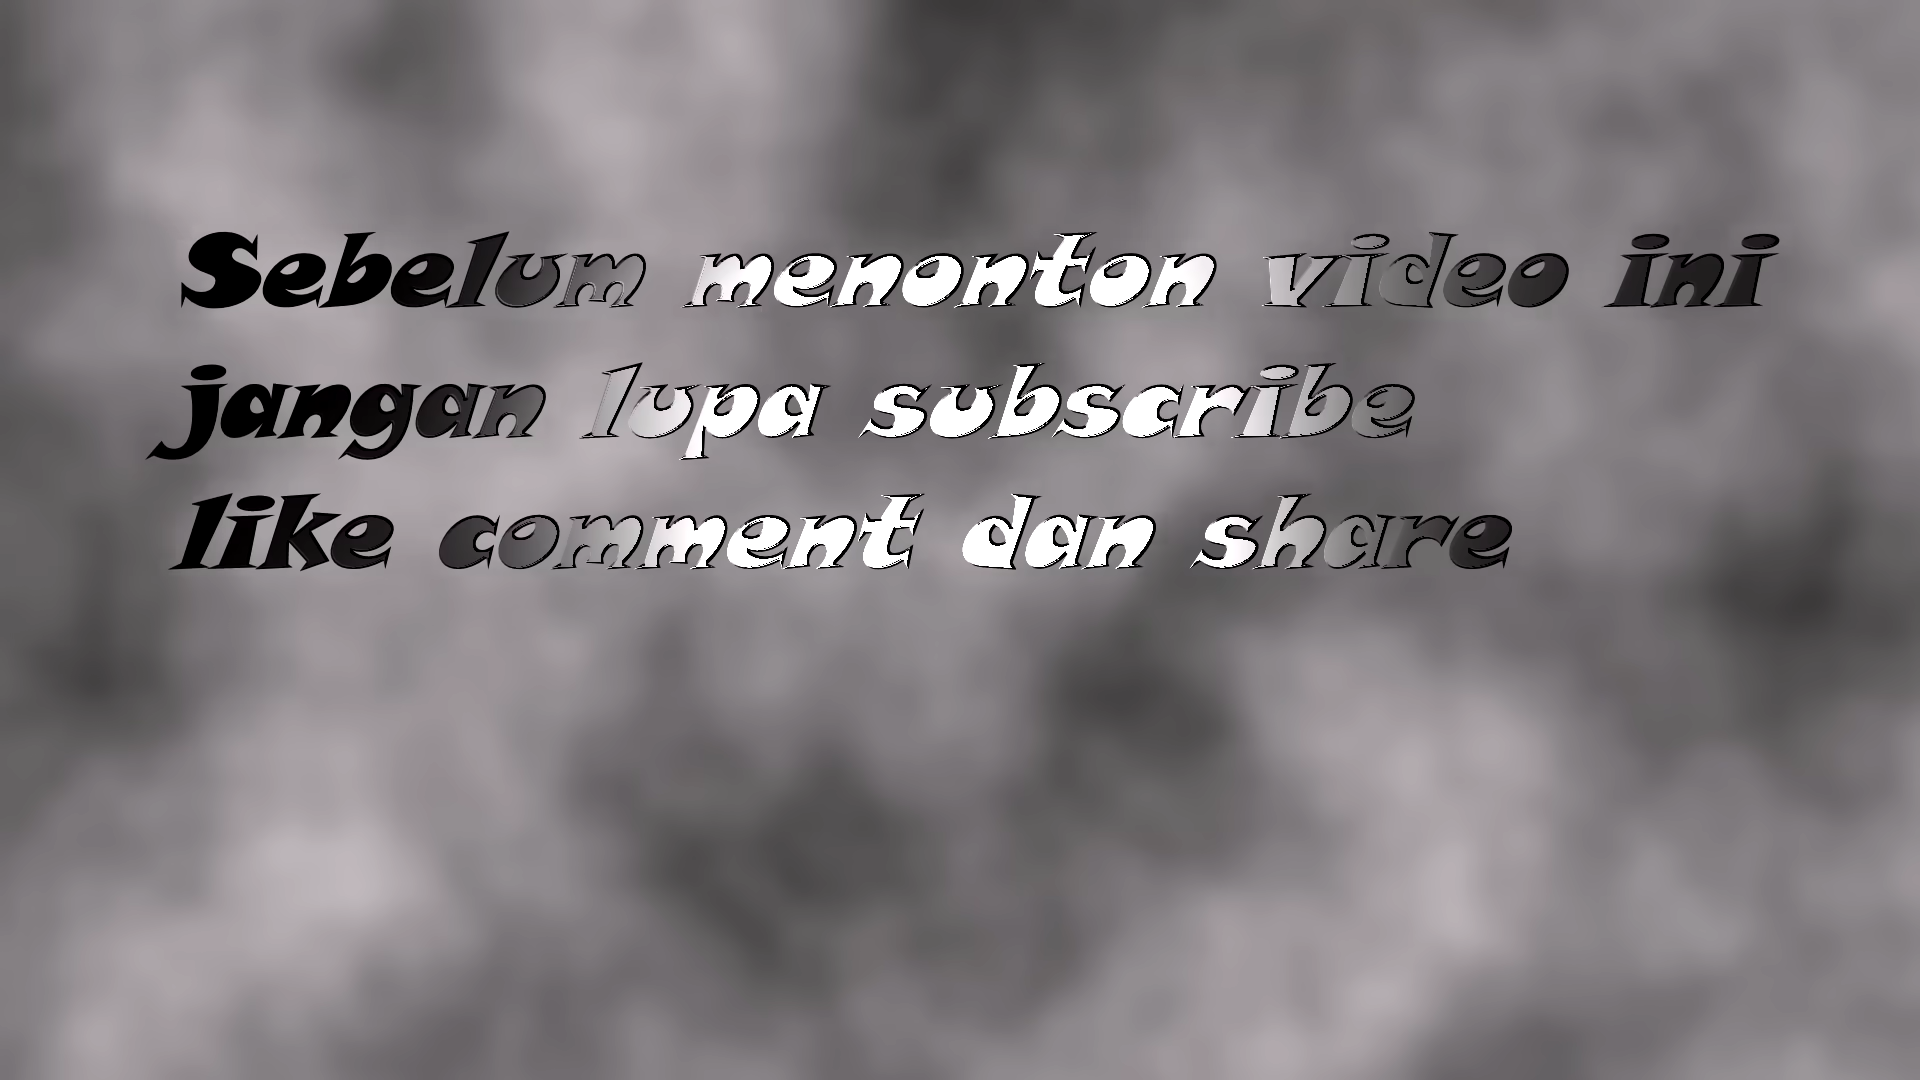 Sebelum menonton video ini
jangan lupa subscribe
like comment dan share